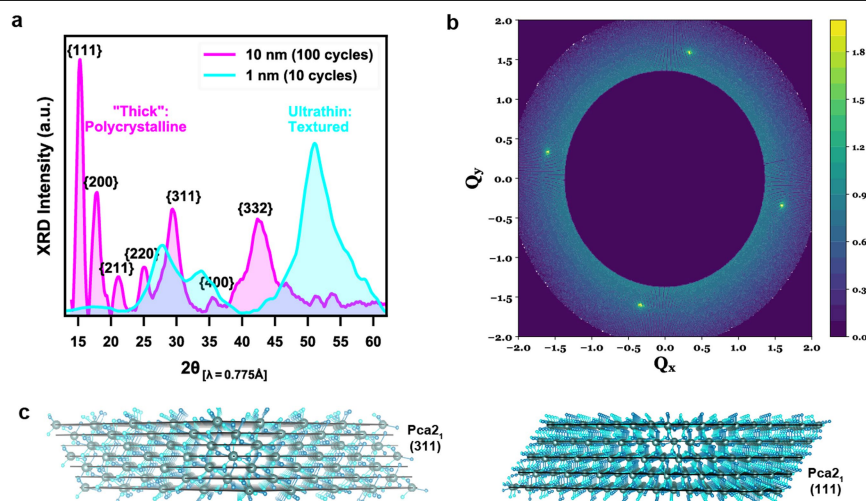 a
{111}
10 nm (100 cycles)
1 nm (10 cycles)
"Thick":
Polycrystalline
Ultrathin:
Textured
{200}
{311}
{332}
{211}
{220}
{400}
XRD Intensity (a.u.)
15 20 25 30 35 40 45 50 55 60
2θ [λ = 0.775Å]
b
2.0
1.5
1.0
0.5
0.0
−0.5
−1.0
−1.5
−2.0
Qy
−2.0 −1.5 −1.0 −0.5 0.0 0.5 1.0 1.5 2.0
Qx
1.8
1.5
1.2
0.9
0.6
0.3
0.0
c
Pca2₁
(311)
Pca2₁
(111)